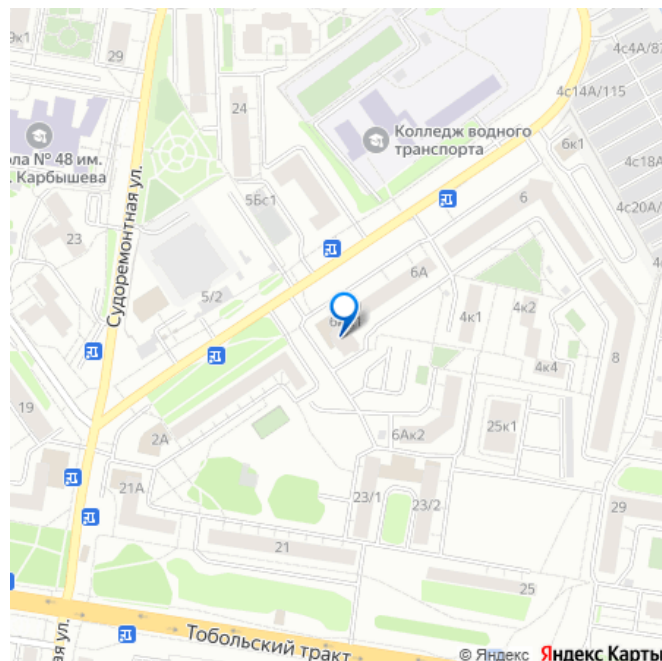 29
24
4с4А/87
4с14А/115
Колледж водного
транспорта
ола № 48 им.
. Карбышева
6к1
4с18А
5Бс1
6
4с20А/
23
Судоремонтная ул.
6А
5/2
4к1
4к2
8
4к4
19
2А
6Ак2
25к1
21А
23/1
23/2
29
21
25
Тобольский тракт
ая ул.
© Яндекс Яндекс Карты